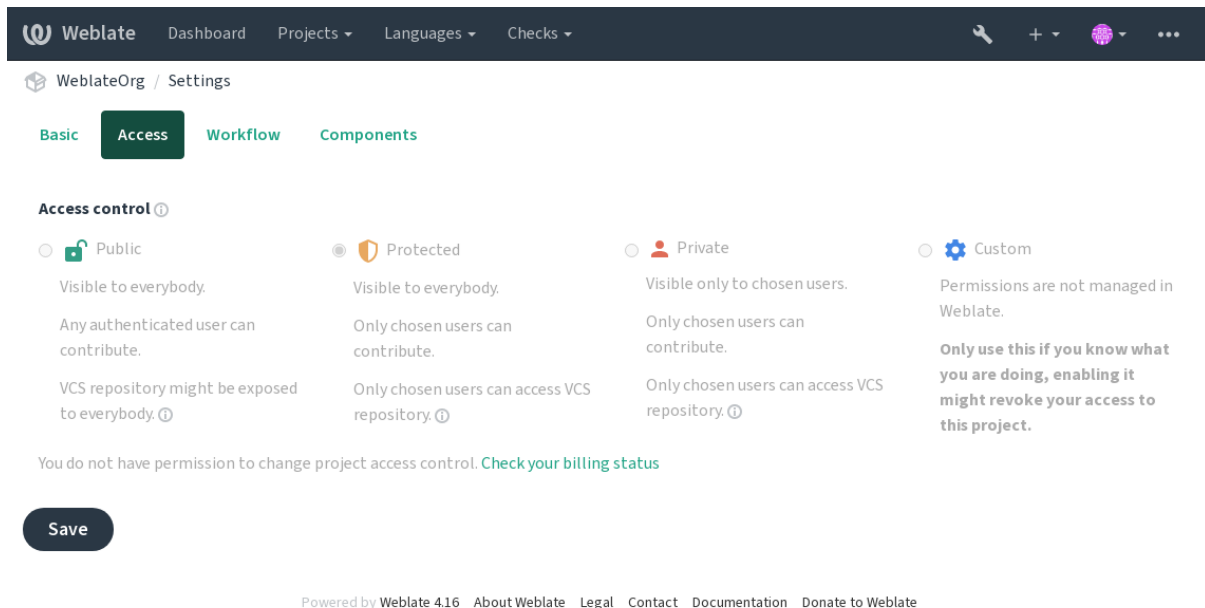 Weblate Dashboard Projects Languages Checks
WeblateOrg / Settings
Basic Access Workflow Components
Access control
Public
Visible to everybody.
Any authenticated user can
contribute.
VCS repository might be exposed
to everybody.
Protected
Visible to everybody.
Only chosen users can
contribute.
Only chosen users can access VCS
repository.
Private
Visible only to chosen users.
Only chosen users can
contribute.
Only chosen users can access VCS
repository.
Custom
Permissions are not managed in
Weblate.
Only use this if you know what
you are doing, enabling it
might revoke your access to
this project.
You do not have permission to change project access control. Check your billing status
Save
Powered by Weblate 4.16 About Weblate Legal Contact Documentation Donate to Weblate